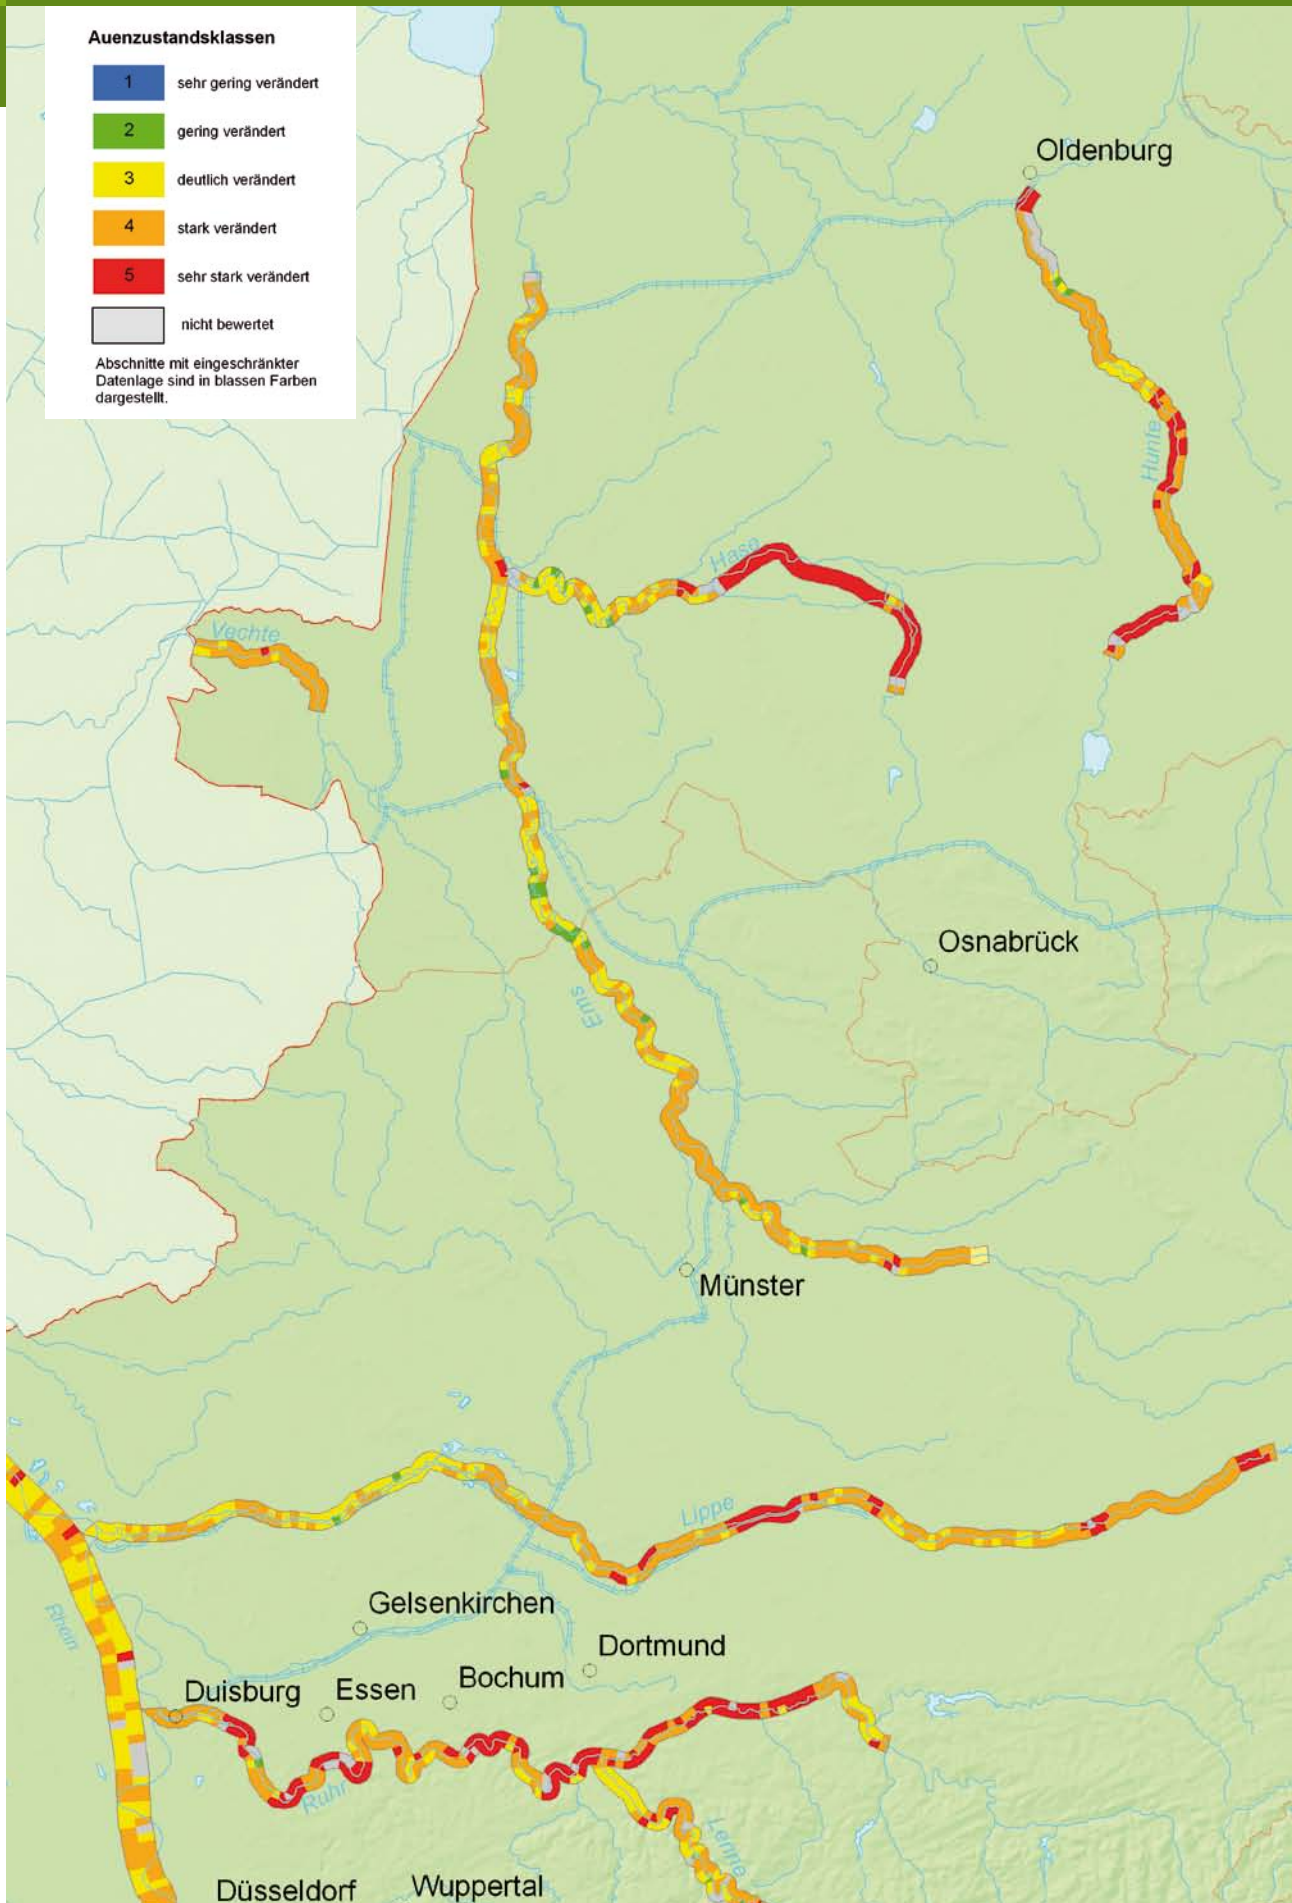 Auenzustandsklassen
1 sehr gering verändert
2 gering verändert
3 deutlich verändert
4 stark verändert
5 sehr stark verändert
nicht bewertet
Abschnitte mit eingeschränkter
Datenlage sind in blassen Farben
dargestellt.
Oldenburg
Hunte
Hase
Vechte
Osnabrück
Ems
Münster
Lippe
Rhein
Gelsenkirchen
Dortmund
Bochum
Essen
Duisburg
Ruhr
Lenne
Düsseldorf
Wuppertal